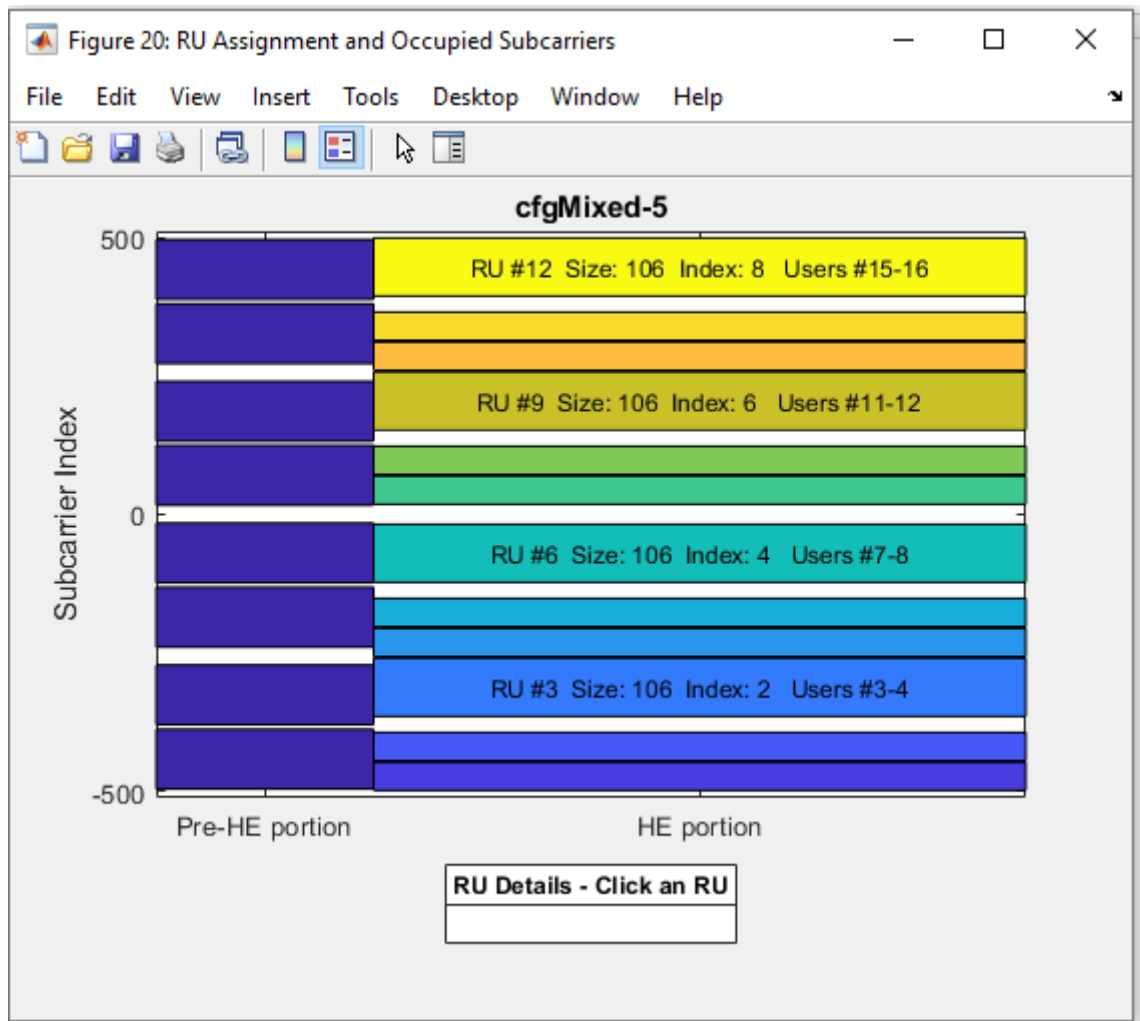 Figure 20: RU Assignment and Occupied Subcarriers
File Edit View Insert Tools Desktop Window Help
cfgMixed-5
500
RU #12 Size: 106 Index: 8 Users #15-16
RU #9 Size: 106 Index: 6 Users #11-12
Subcarrier Index
0
RU #6 Size: 106 Index: 4 Users #7-8
RU #3 Size: 106 Index: 2 Users #3-4
-500
Pre-HE portion HE portion
RU Details - Click an RU